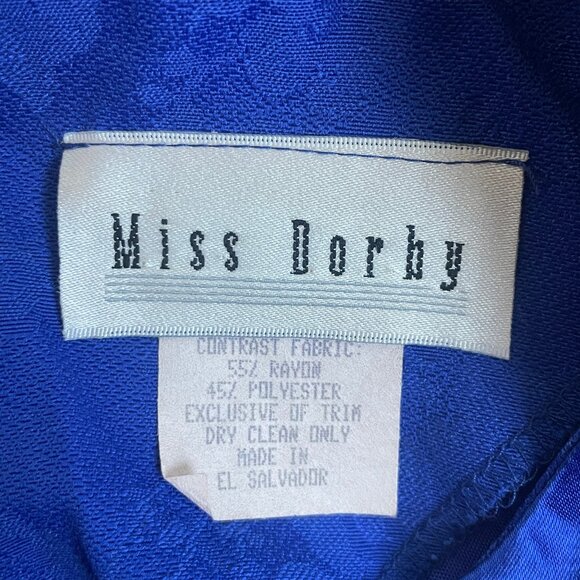 Miss Dorby
CONTRAST FABRIC:
55% RAYON
45% POLYESTER
EXCLUSIVE OF TRIM
DRY CLEAN ONLY
MADE IN
EL SALVADOR